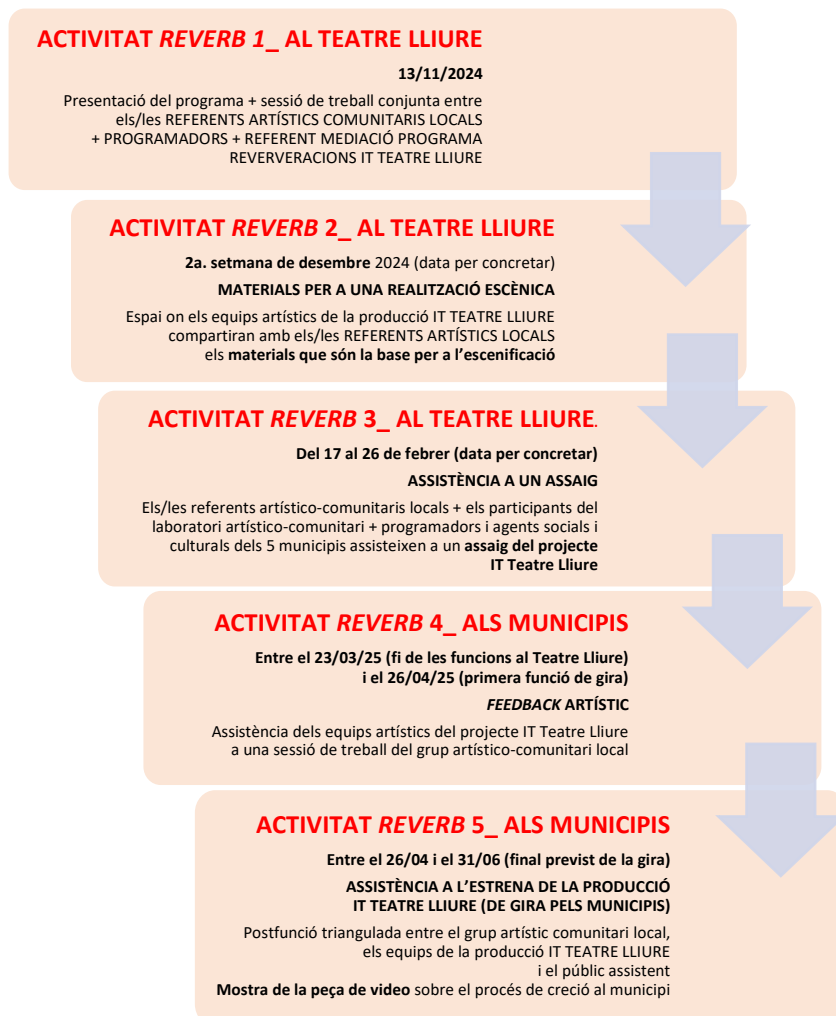 ACTIVITAT REVERB 1_ AL TEATRE LLIURE
13/11/2024
Presentació del programa + sessió de treball conjunta entre
els/les REFERENTS ARTÍSTICS COMUNITARIS LOCALS
+ PROGRAMADORS + REFERENT MEDIACIÓ PROGRAMA
REVERVERACIONS IT TEATRE LLIURE
ACTIVITAT REVERB 2_ AL TEATRE LLIURE
2a. setmana de desembre 2024 (data per concretar)
MATERIALS PER A UNA REALITZACIÓ ESCÈNICA
Espai on els equips artístics de la producció IT TEATRE LLIURE
compartiran amb els/les REFERENTS ARTÍSTICS LOCALS
els materials que són la base per a l'escenificació
ACTIVITAT REVERB 3_ AL TEATRE LLIURE.
Del 17 al 26 de febrer (data per concretar)
ASSISTÈNCIA A UN ASSAIG
Els/les referents artístico-comunitaris locals + els participants del
laboratori artístico-comunitari + programadors i agents socials i
culturals dels 5 municipis assisteixen a un assaig del projecte
IT Teatre Lliure
ACTIVITAT REVERB 4_ ALS MUNICIPIS
Entre el 23/03/25 (fi de les funcions al Teatre Lliure)
i el 26/04/25 (primera funció de gira)
FEEDBACK ARTÍSTIC
Assistència dels equips artístics del projecte IT Teatre Lliure
a una sessió de treball del grup artístico-comunitari local
ACTIVITAT REVERB 5_ ALS MUNICIPIS
Entre el 26/04 i el 31/06 (final previst de la gira)
ASSISTÈNCIA A L'ESTRENA DE LA PRODUCCIÓ
IT TEATRE LLIURE (DE GIRA PELS MUNICIPIS)
Postfunció triangulada entre el grup artístic comunitari local,
els equips de la producció IT TEATRE LLIURE
i el públic assistent
Mostra de la peça de video sobre el procés de creció al municipi